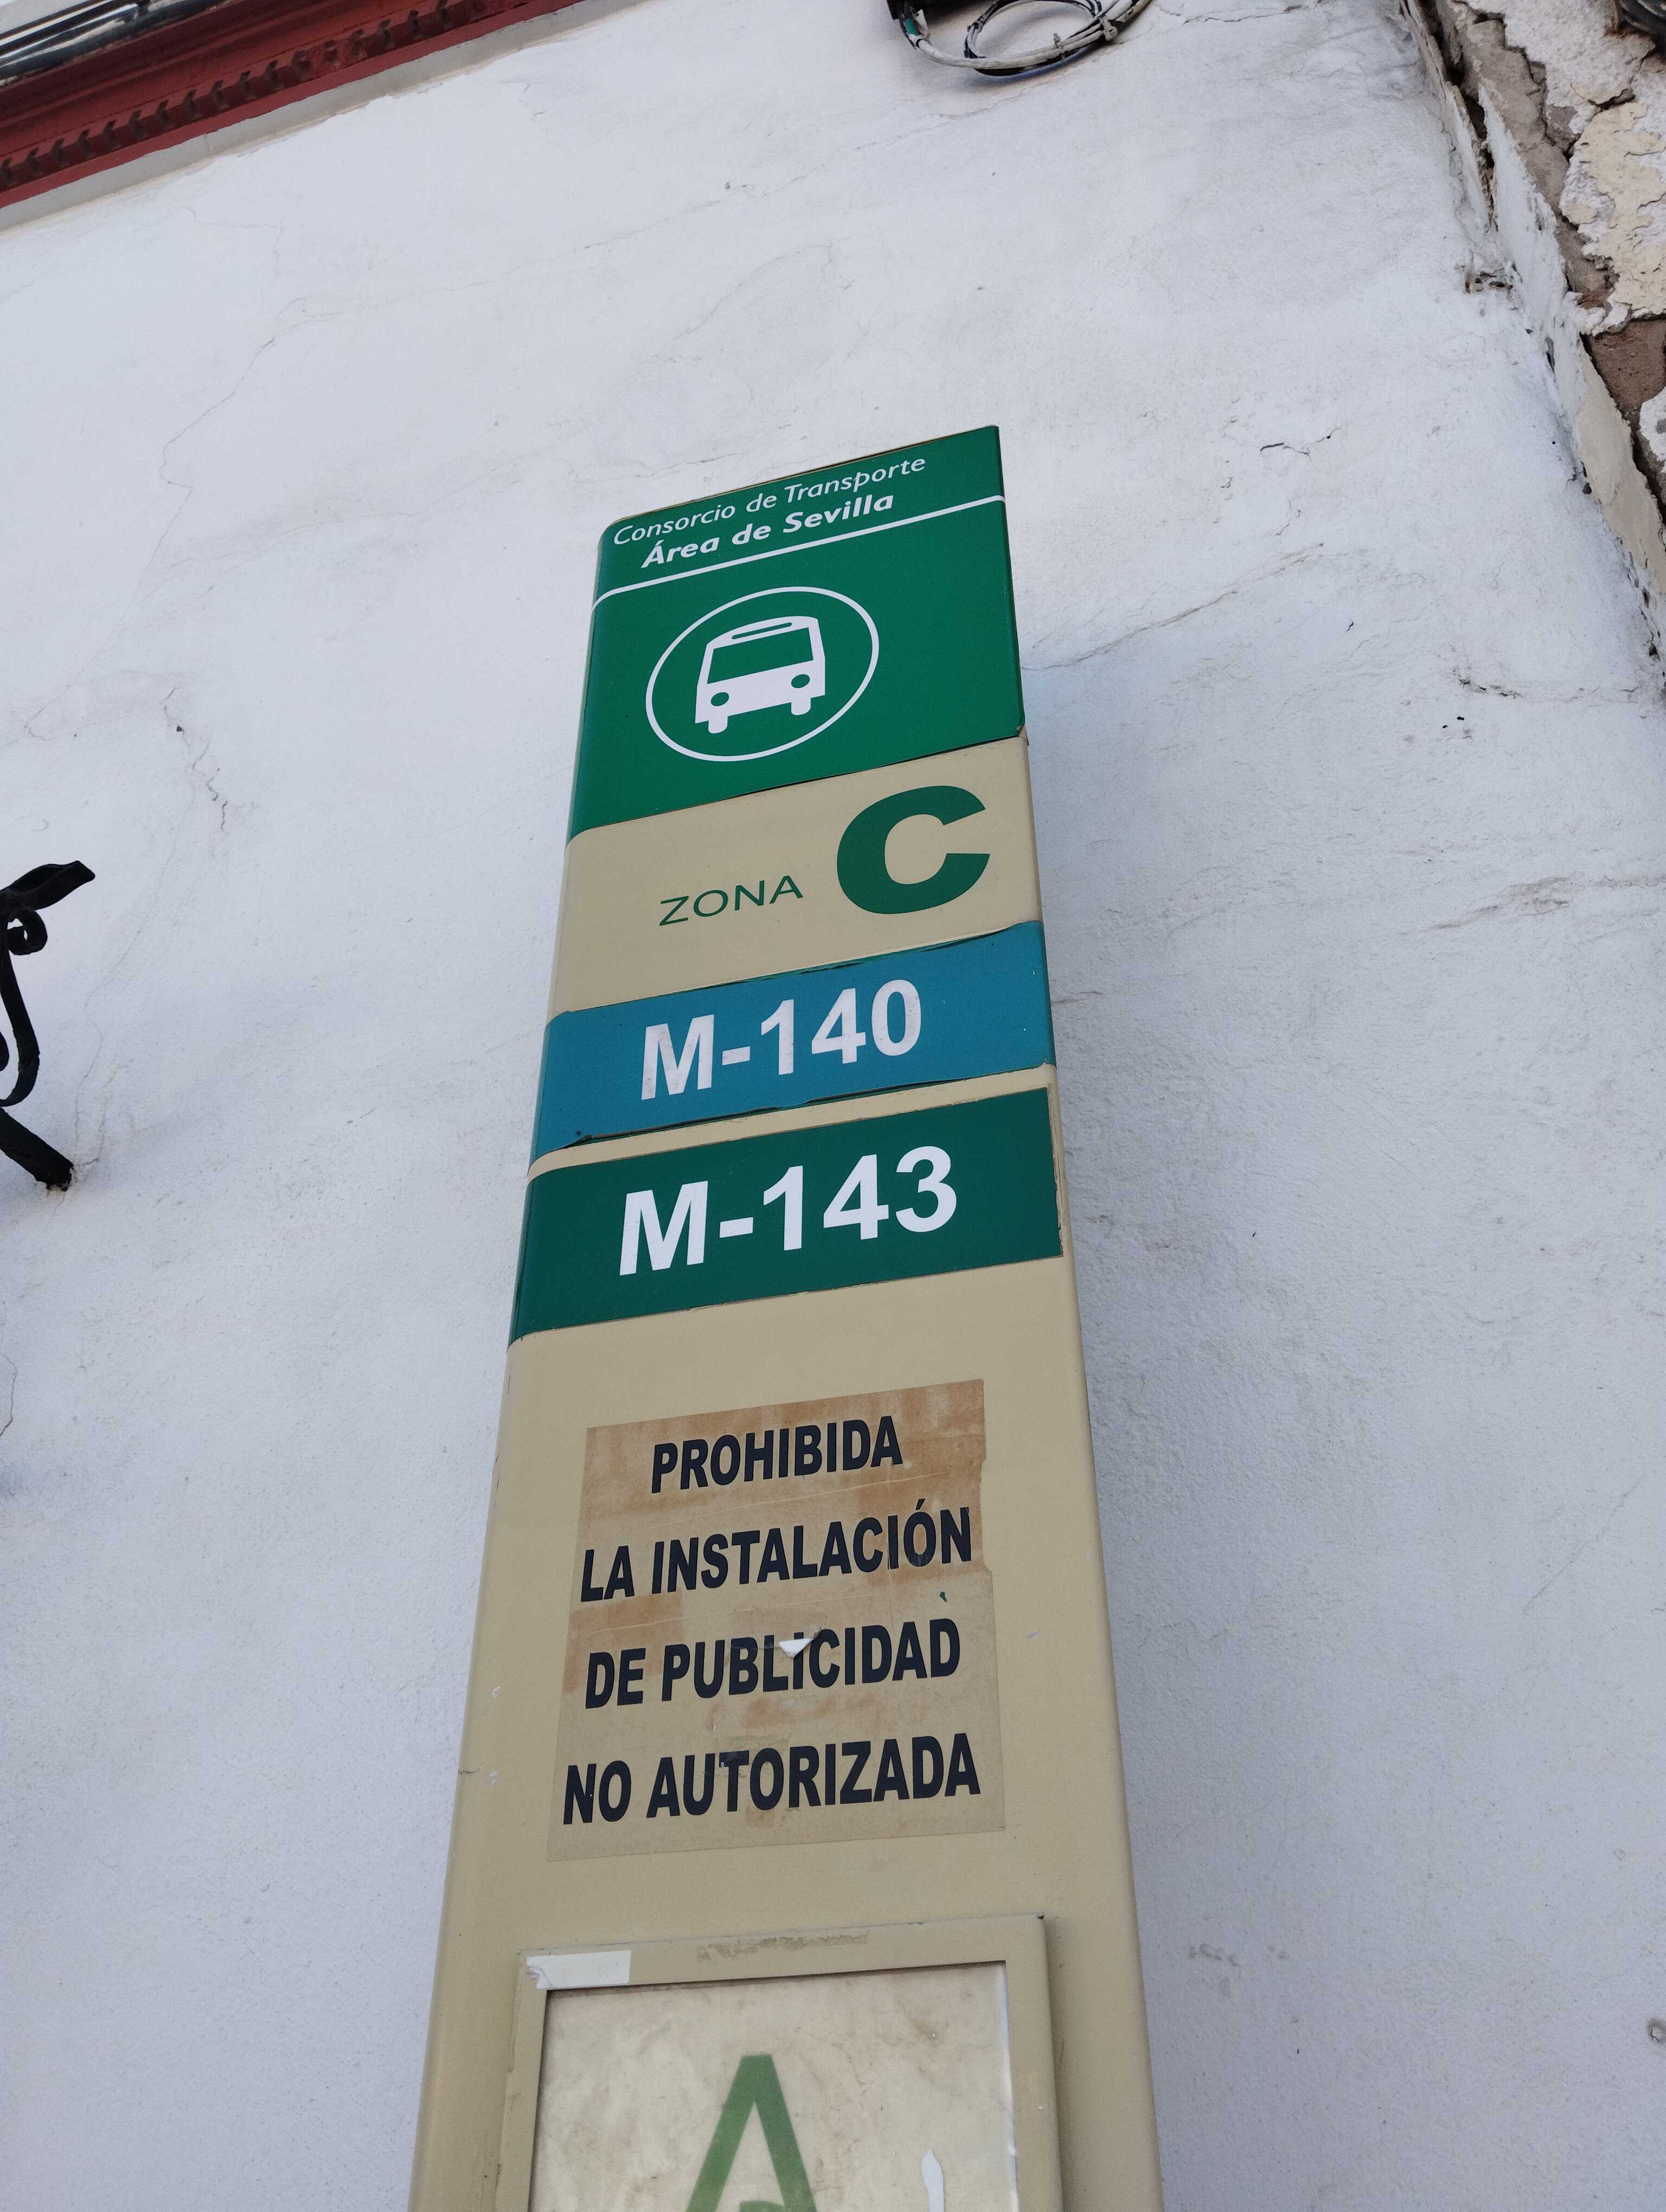 Consorcio de Transporte
Área de Sevilla
ZONA C
M-140
M-143
PROHIBIDA
LA INSTALACIÓN
DE PUBLICIDAD
NO AUTORIZADA